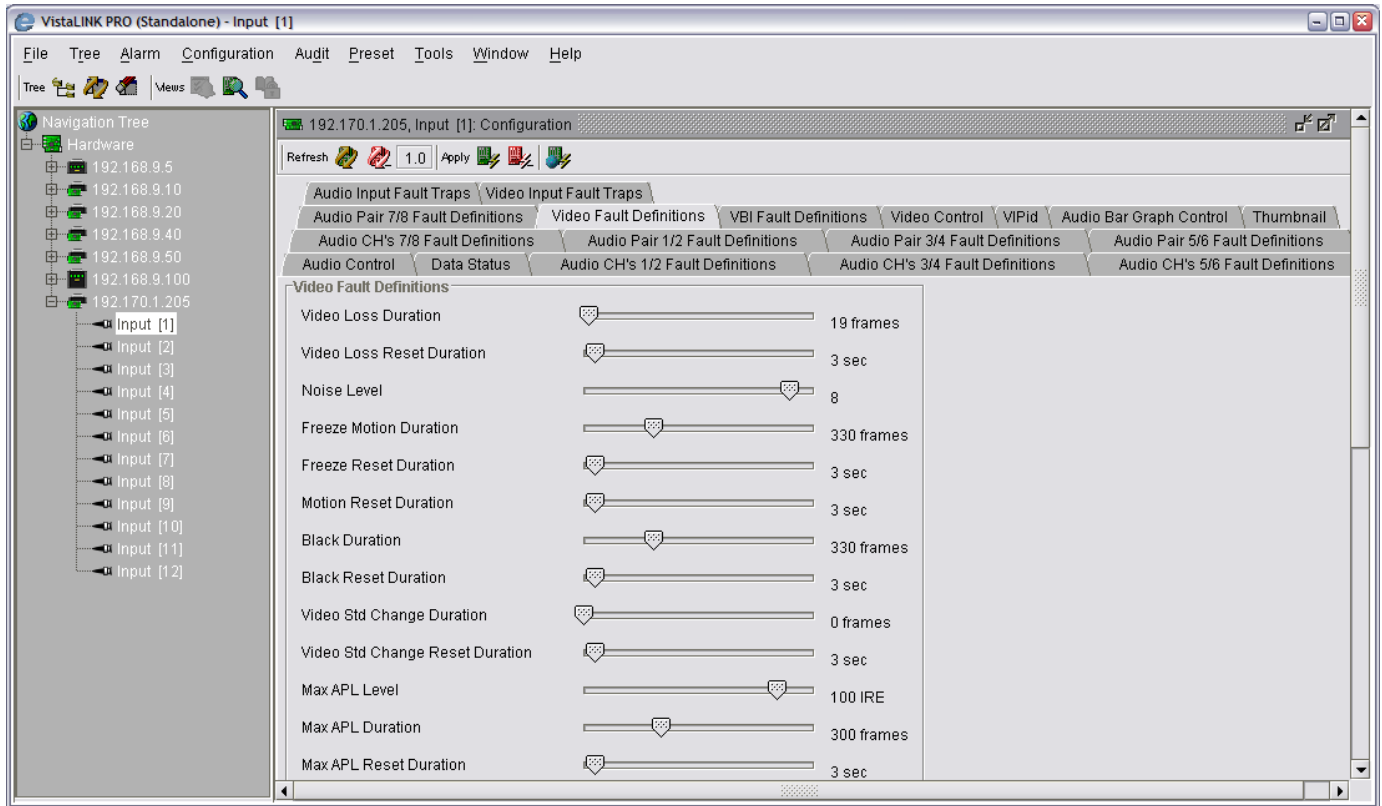 VistaLINK PRO (Standalone) - Input [1]
File Tree Alarm Configuration Audit Preset Tools Window Help
Tree Views
Navigation Tree
Hardware
192.168.9.5
192.168.9.10
192.168.9.20
192.168.9.40
192.168.9.50
192.168.9.100
192.170.1.205
Input [1]
Input [2]
Input [3]
Input [4]
Input [5]
Input [6]
Input [7]
Input [8]
Input [9]
Input [10]
Input [11]
Input [12]
192.170.1.205, Input [1]: Configuration
Refresh 1.0 Apply
Audio Input Fault Traps Video Input Fault Traps
Audio Pair 7/8 Fault Definitions Video Fault Definitions VBI Fault Definitions Video Control VIPid Audio Bar Graph Control Thumbnail
Audio CH's 7/8 Fault Definitions Audio Pair 1/2 Fault Definitions Audio Pair 3/4 Fault Definitions Audio Pair 5/6 Fault Definitions
Audio Control Data Status Audio CH's 1/2 Fault Definitions Audio CH's 3/4 Fault Definitions Audio CH's 5/6 Fault Definitions
Video Fault Definitions
Video Loss Duration 19 frames
Video Loss Reset Duration 3 sec
Noise Level 8
Freeze Motion Duration 330 frames
Freeze Reset Duration 3 sec
Motion Reset Duration 3 sec
Black Duration 330 frames
Black Reset Duration 3 sec
Video Std Change Duration 0 frames
Video Std Change Reset Duration 3 sec
Max APL Level 100 IRE
Max APL Duration 300 frames
Max APL Reset Duration 3 sec